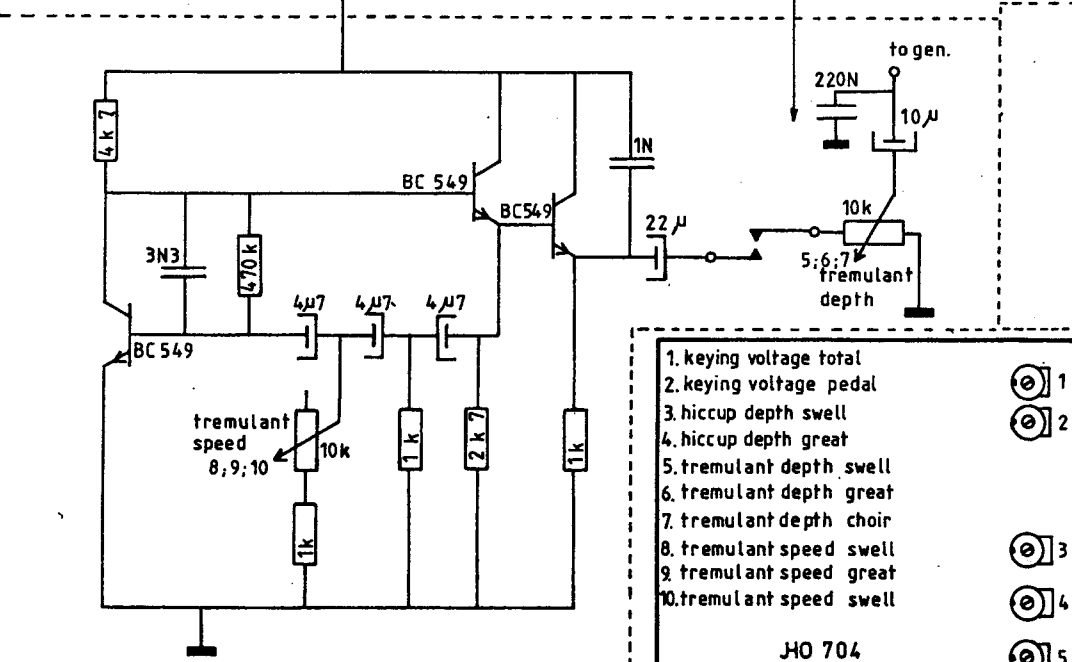 to gen.
220N
10µ
4k7
1N
BC 549
BC549
10k
22µ
5;6;7
tremulant
depth
3N3
470k
4µ7
4µ7
4µ7
BC 549
tremulant
speed
8;9;10
10k
1k
1k
2k7
1k
1. keying voltage total
2. keying voltage pedal
3. hiccup depth swell
4. hiccup depth great
5. tremulant depth swell
6. tremulant depth great
7. tremulant depth choir
8. tremulant speed swell
9. tremulant speed great
10. tremulant speed swell
1
2
3
4
5